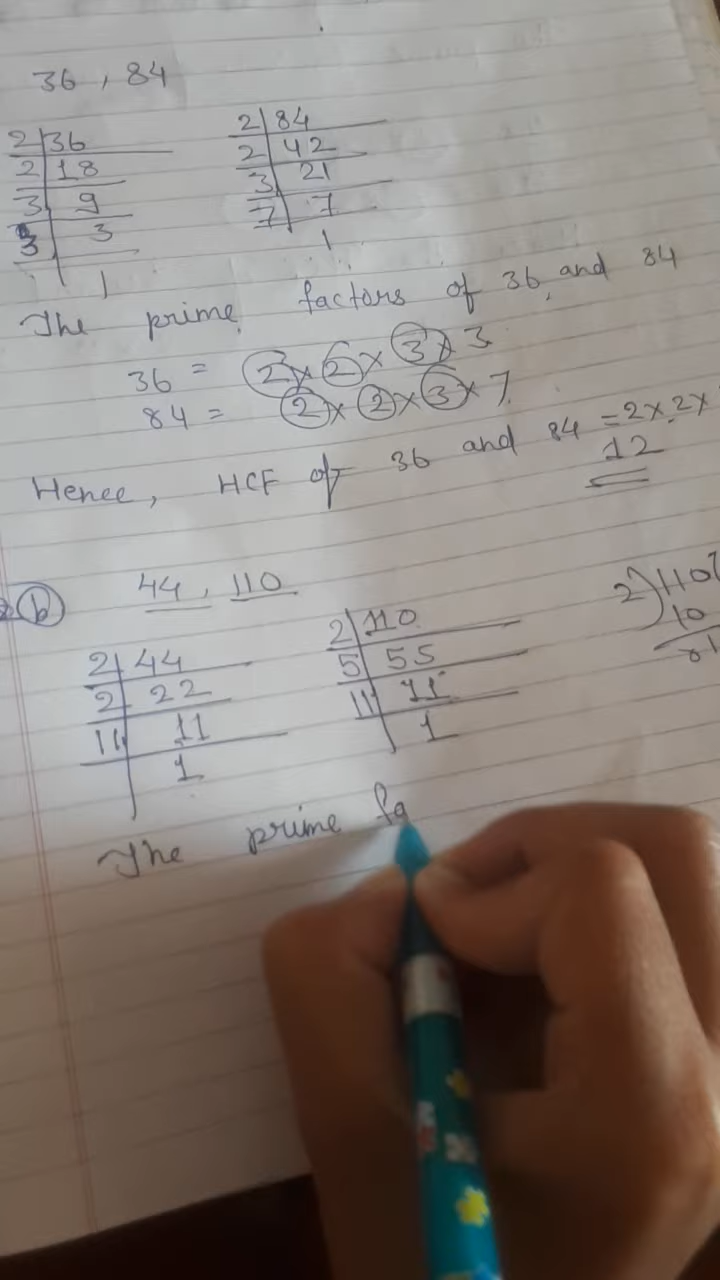 36 , 84
2 36
2 18
3 9
3 3
1
2 84
2 42
3 21
7 7
1
The prime factors of 36 and 84
36 = 2 x 2 x 3 x 3
84 = 2 x 2 x 3 x 7
Hence, HCF of 36 and 84 = 2 x 2 x
12
b 44 , 110
2 44
2 22
11 11
1
2 110
5 55
11 11
1
2 ) 110
10
The prime fa